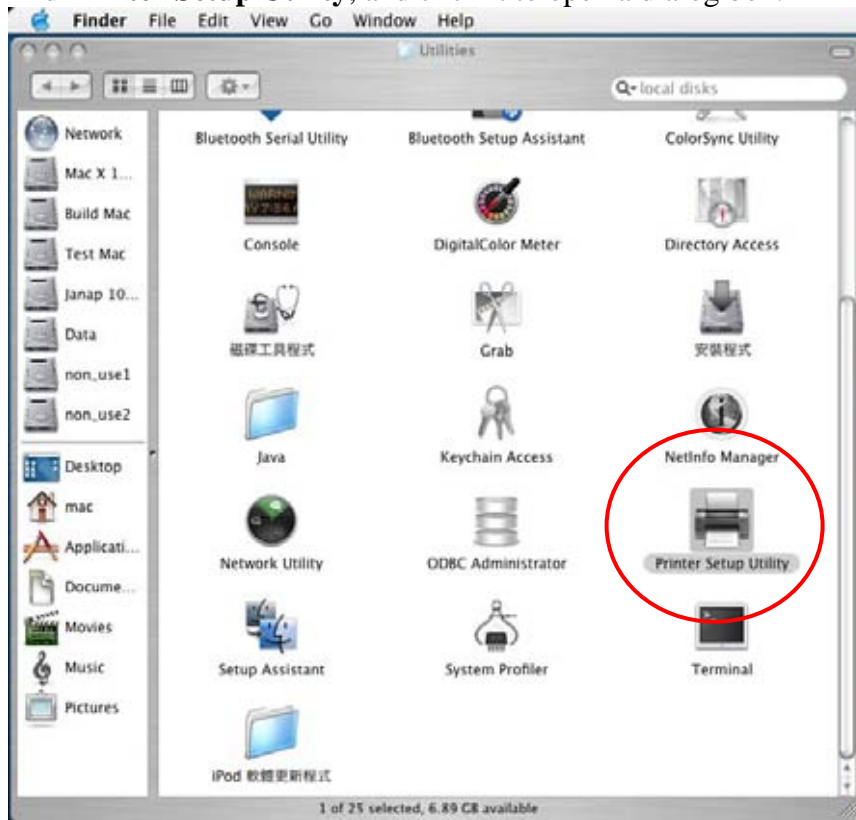 Printer Setup Utility
Finder File Edit View Go Window Help
Utilities
local disks
Network
Mac X 1...
Build Mac
Test Mac
Janap 10...
Data
non_use1
non_use2
Desktop
mac
Applicati...
Docume...
Movies
Music
Pictures
Bluetooth Serial Utility Bluetooth Setup Assistant ColorSync Utility
Console DigitalColor Meter Directory Access
磁碟工具程式 Grab 安裝程式
Java Keychain Access NetInfo Manager
Network Utility ODBC Administrator Printer Setup Utility
Setup Assistant System Profiler Terminal
iPod 軟體更新程式
1 of 25 selected, 6.89 GB available